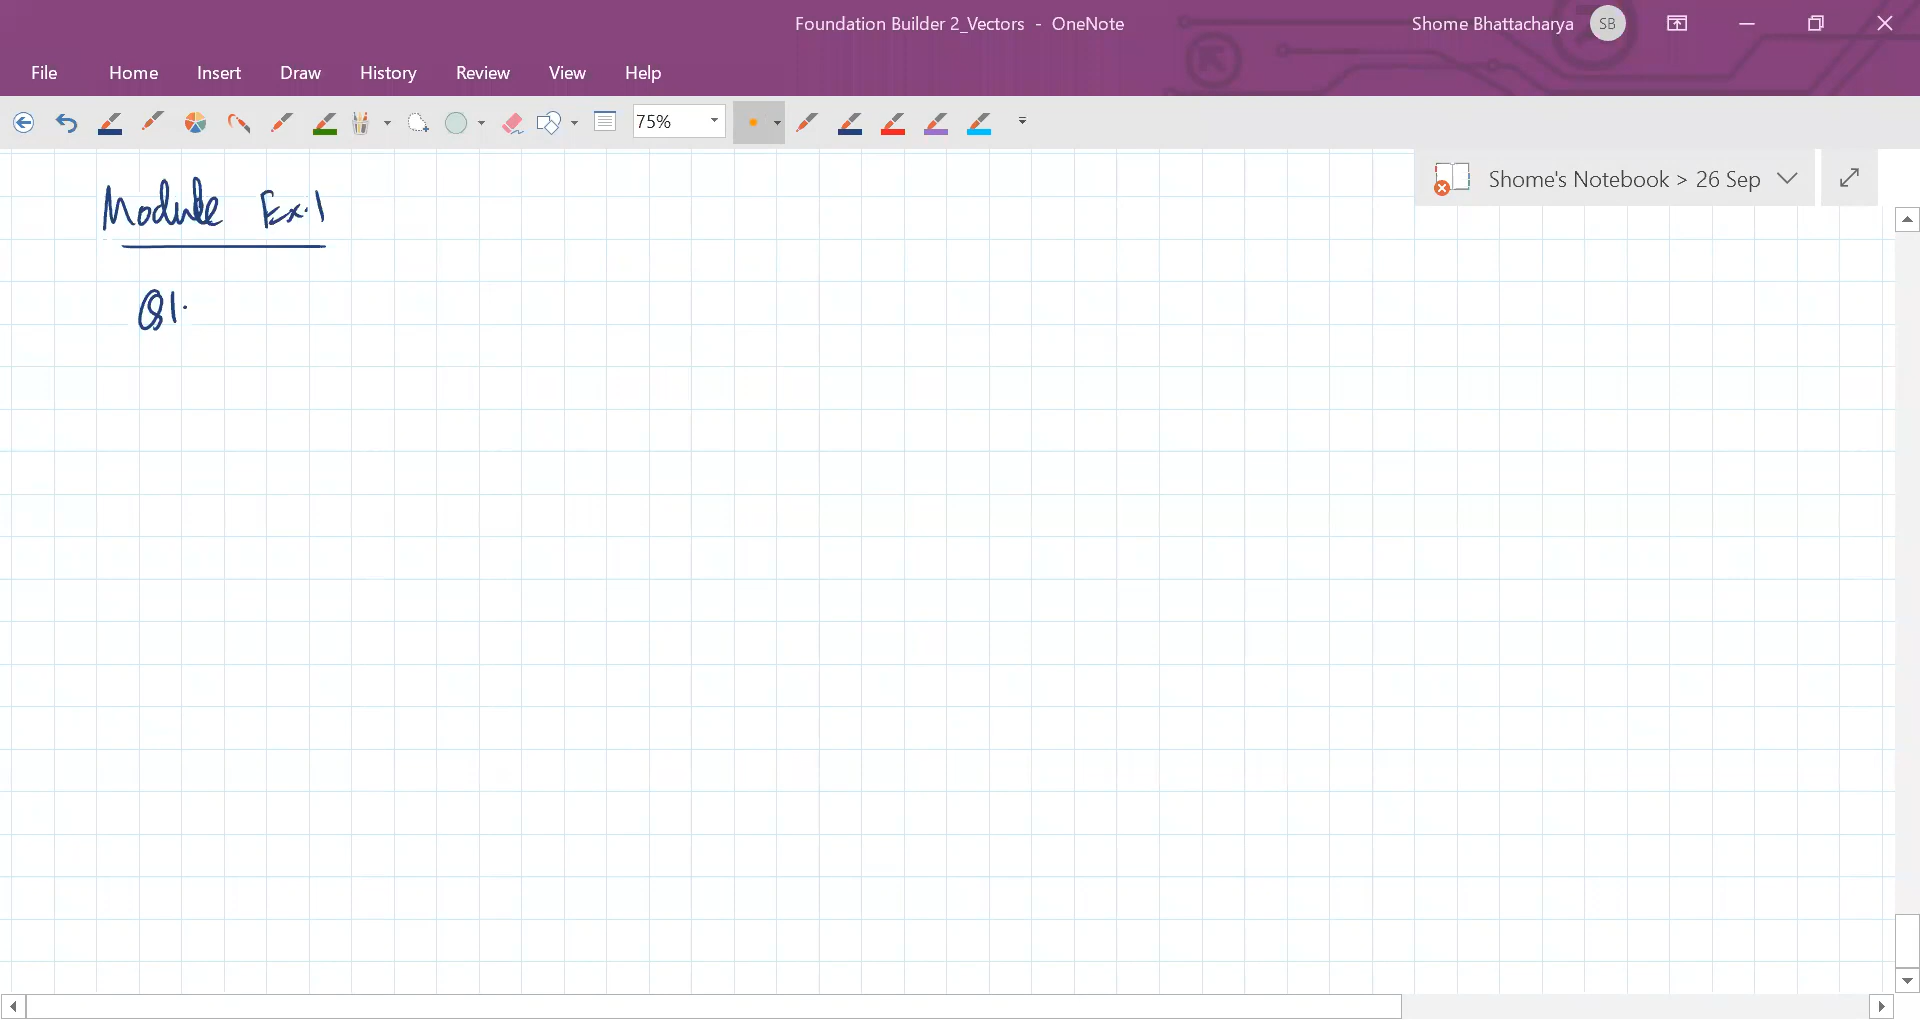 Foundation Builder 2_Vectors - OneNote
Shome Bhattacharya SB
File Home Insert Draw History Review View Help
75%
Shome's Notebook > 26 Sep
Module Ex.1
Q1.